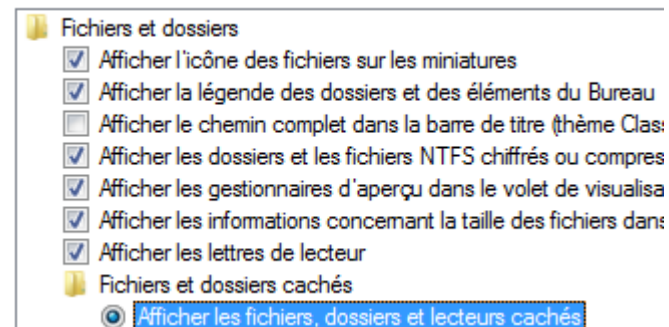 Fichiers et dossiers
Afficher l'icône des fichiers sur les miniatures
Afficher la légende des dossiers et des éléments du Bureau
Afficher le chemin complet dans la barre de titre (thème Clas
Afficher les dossiers et les fichiers NTFS chiffrés ou compres
Afficher les gestionnaires d'aperçu dans le volet de visualisa
Afficher les informations concernant la taille des fichiers dans
Afficher les lettres de lecteur
Fichiers et dossiers cachés
Afficher les fichiers, dossiers et lecteurs cachés